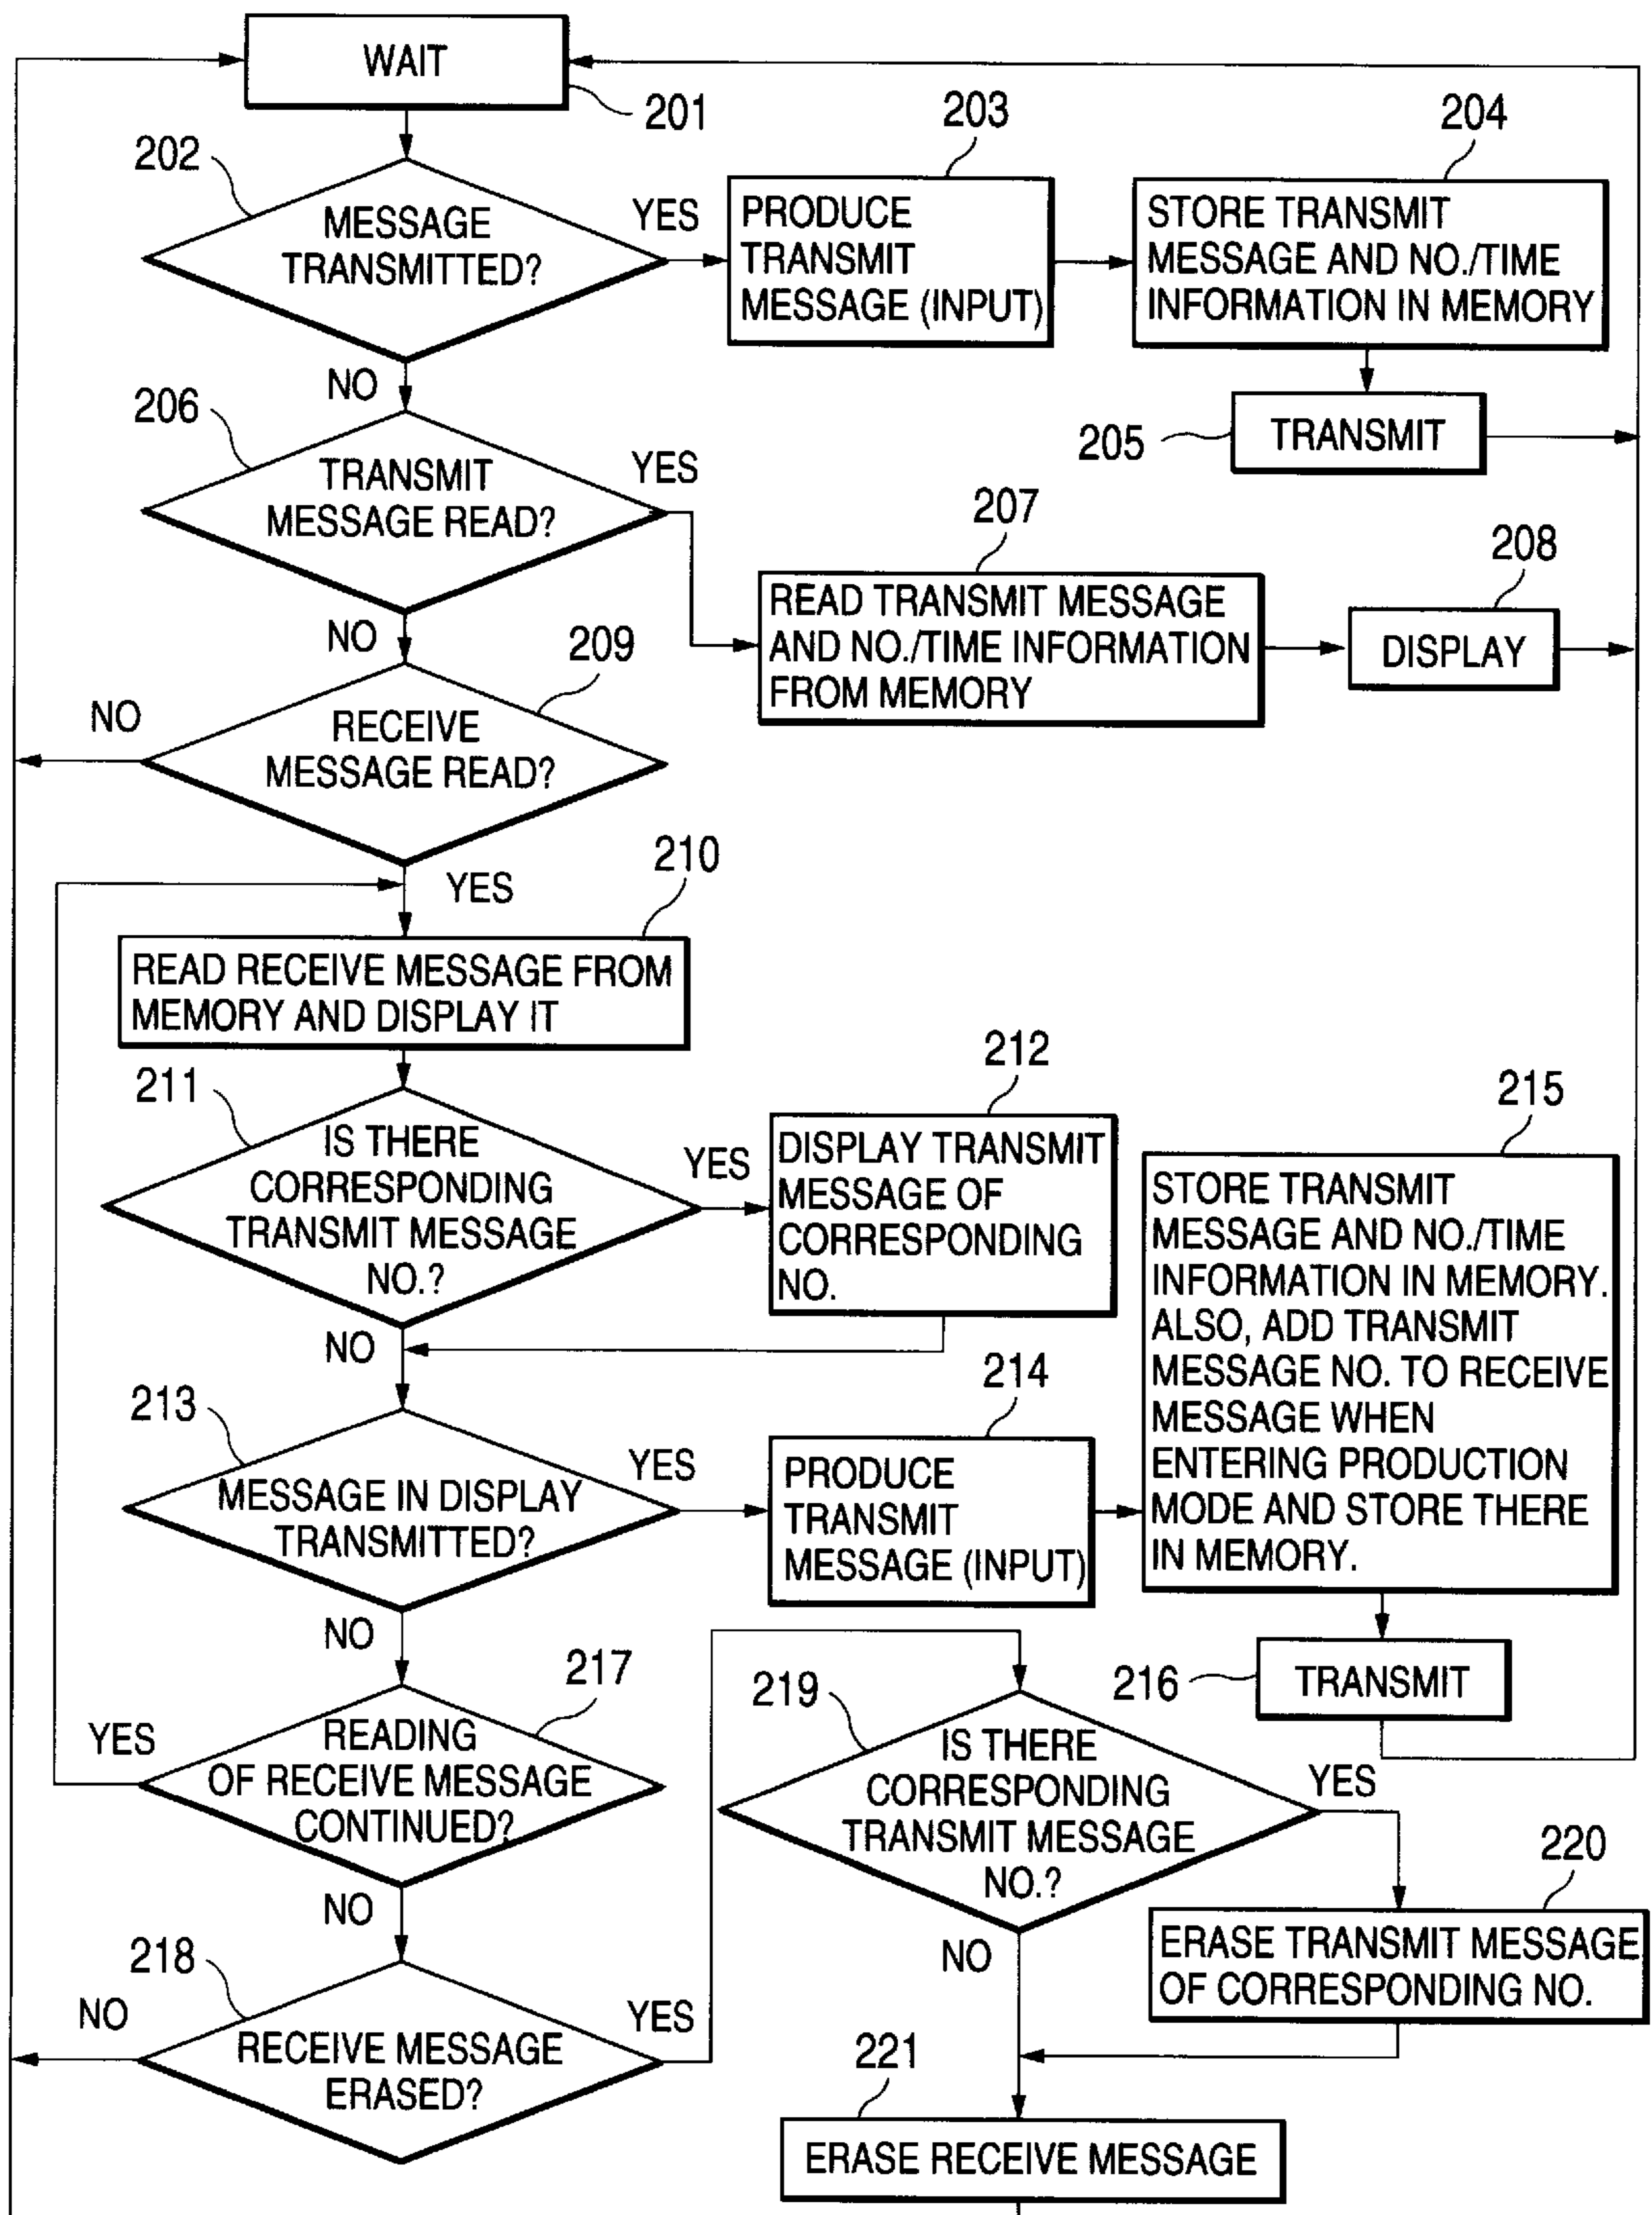 WAIT
201
202
MESSAGE
TRANSMITTED?
YES
NO
203
PRODUCE
TRANSMIT
MESSAGE (INPUT)
204
STORE TRANSMIT
MESSAGE AND NO./TIME
INFORMATION IN MEMORY
205
TRANSMIT
206
TRANSMIT
MESSAGE READ?
YES
NO
207
READ TRANSMIT MESSAGE
AND NO./TIME INFORMATION
FROM MEMORY
208
DISPLAY
209
RECEIVE
MESSAGE READ?
NO
YES
210
READ RECEIVE MESSAGE FROM
MEMORY AND DISPLAY IT
211
IS THERE
CORRESPONDING
TRANSMIT MESSAGE
NO.?
YES
NO
212
DISPLAY TRANSMIT
MESSAGE OF
CORRESPONDING
NO.
213
MESSAGE IN DISPLAY
TRANSMITTED?
YES
NO
214
PRODUCE
TRANSMIT
MESSAGE (INPUT)
215
STORE TRANSMIT
MESSAGE AND NO./TIME
INFORMATION IN MEMORY.
ALSO, ADD TRANSMIT
MESSAGE NO. TO RECEIVE
MESSAGE WHEN
ENTERING PRODUCTION
MODE AND STORE THERE
IN MEMORY.
216
TRANSMIT
217
READING
OF RECEIVE MESSAGE
CONTINUED?
YES
NO
218
RECEIVE MESSAGE
ERASED?
NO
YES
219
IS THERE
CORRESPONDING
TRANSMIT MESSAGE
NO.?
YES
NO
220
ERASE TRANSMIT MESSAGE
OF CORRESPONDING NO.
221
ERASE RECEIVE MESSAGE